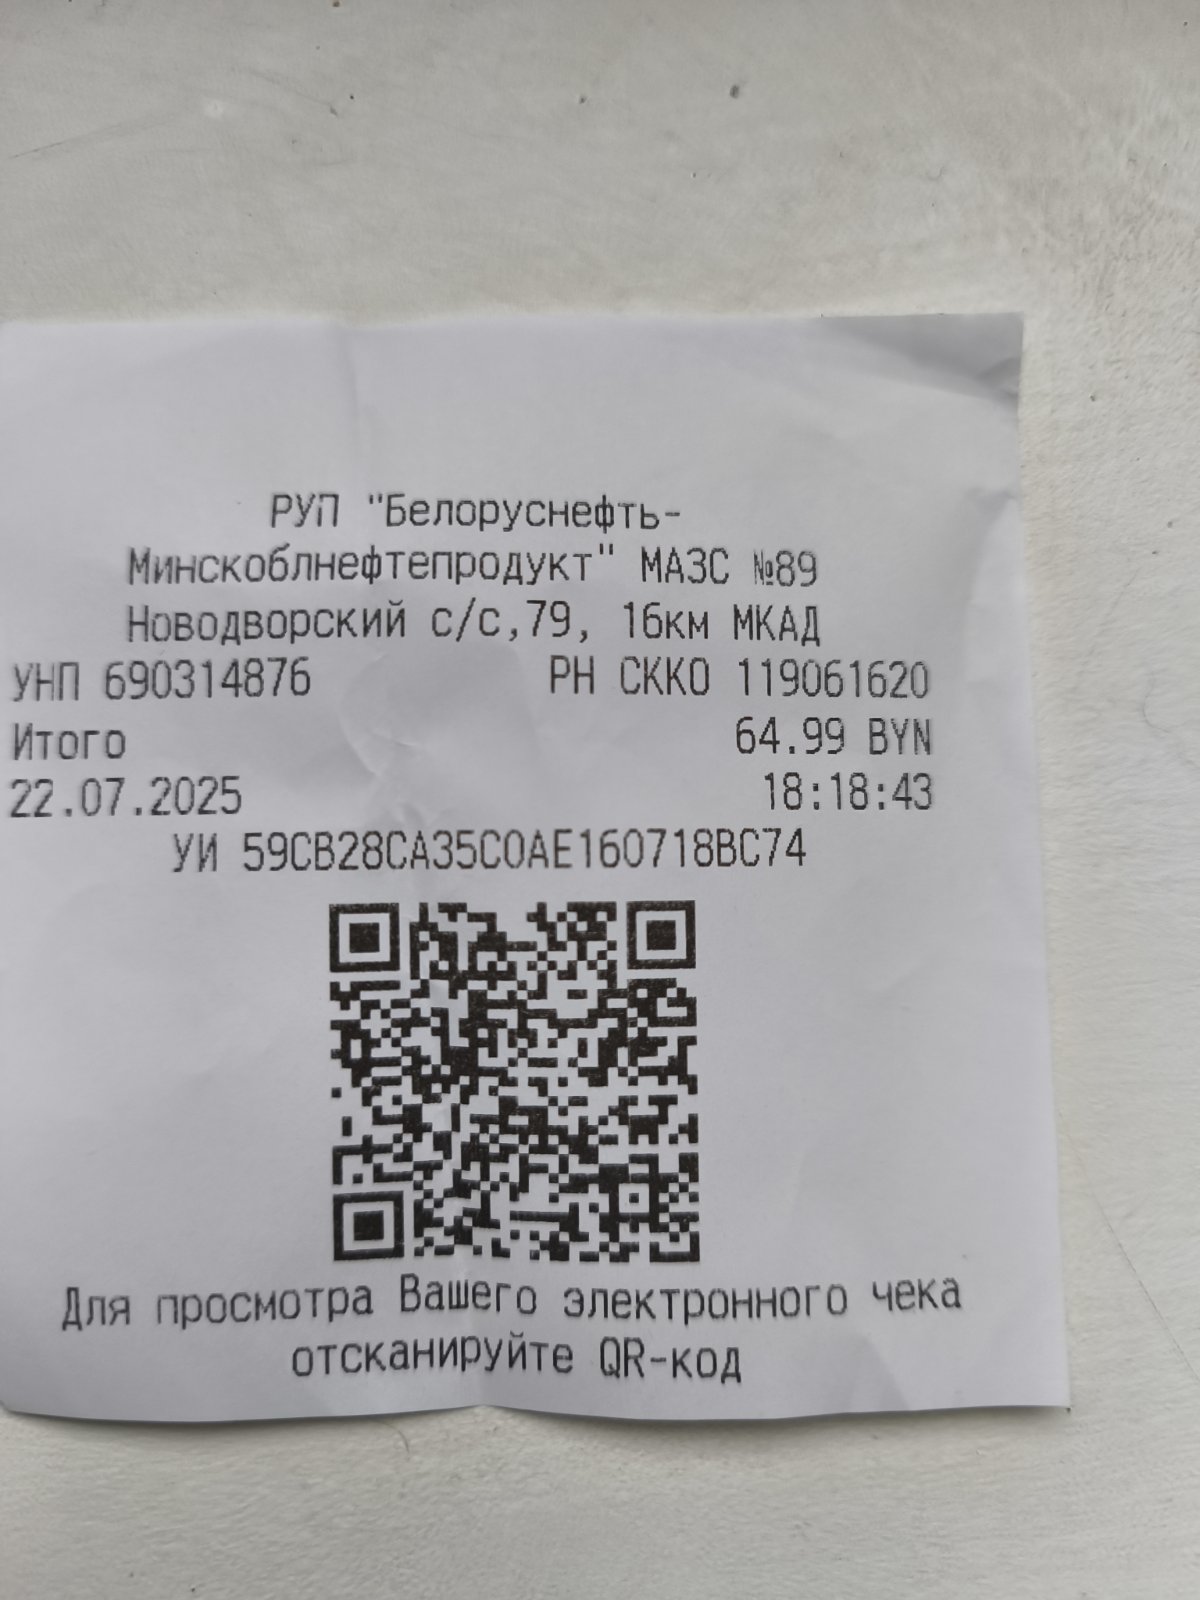 РУП "Белоруснефть-
Минскоблнефтепродукт" МАЗС №89
Новодворский с/с,79, 16км МКАД
УНП 690314876 РН СККО 119061620
Итого 64.99 BYN
22.07.2025 18:18:43
УИ 59CB28CA35C0AE160718BC74
Для просмотра Вашего электронного чека
отсканируйте QR-код